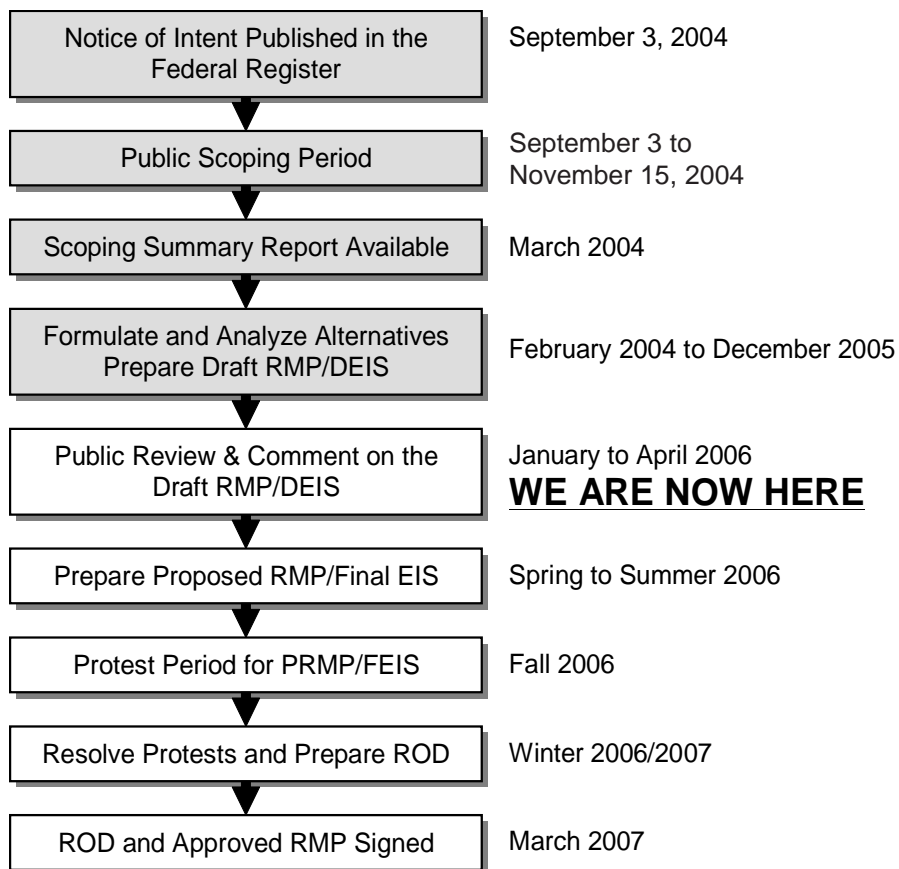 Notice of Intent Published in the
Federal Register
September 3, 2004
Public Scoping Period
September 3 to
November 15, 2004
Scoping Summary Report Available
March 2004
Formulate and Analyze Alternatives
Prepare Draft RMP/DEIS
February 2004 to December 2005
Public Review & Comment on the
Draft RMP/DEIS
January to April 2006
WE ARE NOW HERE
Prepare Proposed RMP/Final EIS
Spring to Summer 2006
Protest Period for PRMP/FEIS
Fall 2006
Resolve Protests and Prepare ROD
Winter 2006/2007
ROD and Approved RMP Signed
March 2007